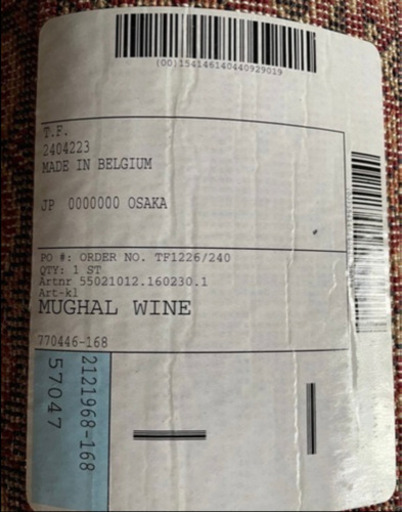 (00)154146140440929019
T.F.
2404223
MADE IN BELGIUM
JP 0000000 OSAKA
PO #: ORDER NO. TF1226/240
QTY: 1 ST
Artnr 55021012.160230.1
Art-kl
MUGHAL WINE
770446-168
2121968-168
57047